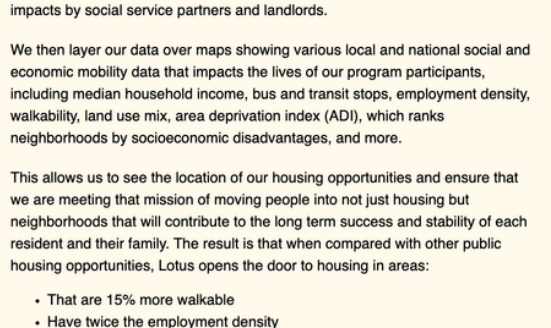 impacts by social service partners and landlords.
We then layer our data over maps showing various local and national social and
economic mobility data that impacts the lives of our program participants,
including median household income, bus and transit stops, employment density,
walkability, land use mix, area deprivation index (ADI), which ranks
neighborhoods by socioeconomic disadvantages, and more.
This allows us to see the location of our housing opportunities and ensure that
we are meeting that mission of moving people into not just housing but
neighborhoods that will contribute to the long term success and stability of each
resident and their family. The result is that when compared with other public
housing opportunities, Lotus opens the door to housing in areas:
• That are 15% more walkable
• Have twice the employment density